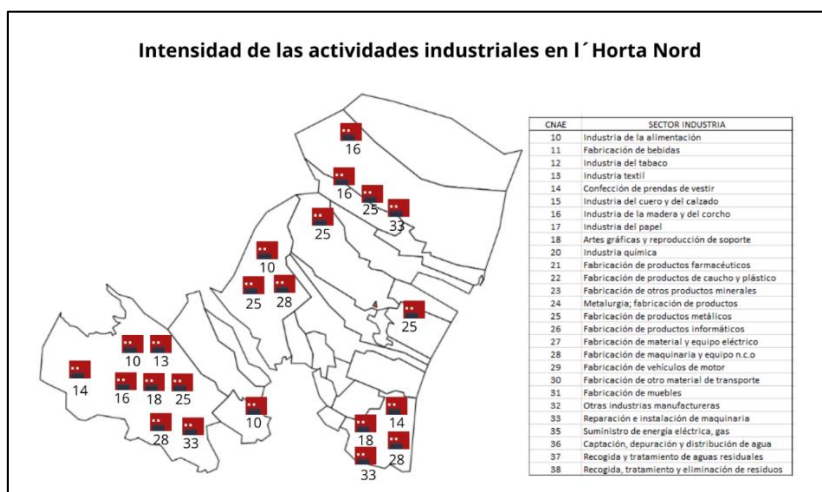 Intensidad de las actividades industriales en l´Horta Nord
16
16
25
33
25
10
25
28
25
10
13
14
16
18
25
28
33
10
14
18
28
33
CNAE SECTOR INDUSTRIA
10 Industria de la alimentación
11 Fabricación de bebidas
12 Industria del tabaco
13 Industria textil
14 Confección de prendas de vestir
15 Industria del cuero y del calzado
16 Industria de la madera y del corcho
17 Industria del papel
18 Artes gráficas y reproducción de soporte
20 Industria química
21 Fabricación de productos farmacéuticos
22 Fabricación de productos de caucho y plástico
23 Fabricación de otros productos minerales
24 Metalurgia; fabricación de productos
25 Fabricación de productos metálicos
26 Fabricación de productos informáticos
27 Fabricación de material y equipo eléctrico
28 Fabricación de maquinaria y equipo n.c.o
29 Fabricación de vehículos de motor
30 Fabricación de otro material de transporte
31 Fabricación de muebles
32 Otras industrias manufactureras
33 Reparación e instalación de maquinaria
35 Suministro de energía eléctrica, gas
36 Captación, depuración y distribución de agua
37 Recogida y tratamiento de aguas residuales
38 Recogida, tratamiento y eliminación de residuos